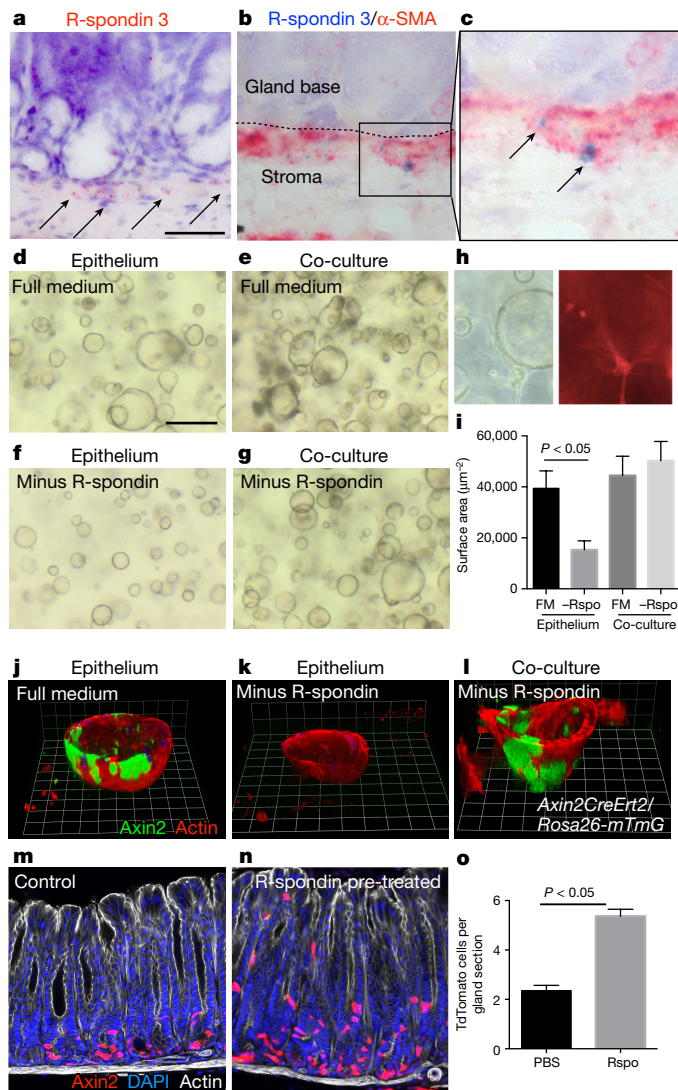 a
R-spondin 3
b
R-spondin 3/α-SMA
c
Gland base
Stroma
d
Epithelium
Full medium
e
Co-culture
Full medium
h
f
Epithelium
Minus R-spondin
g
Co-culture
Minus R-spondin
i
60,000
40,000
20,000
0
Surface area (μm⁻²)
P < 0.05
FM
–Rspo
FM
–Rspo
Epithelium
Co-culture
j
Epithelium
Full medium
Axin2 Actin
k
Epithelium
Minus R-spondin
l
Co-culture
Minus R-spondin
Axin2CreErt2/
Rosa26-mTmG
m
Control
Axin2 DAPI Actin
n
R-spondin pre-treated
o
P < 0.05
6
4
2
0
TdTomato cells per
gland section
PBS
Rspo